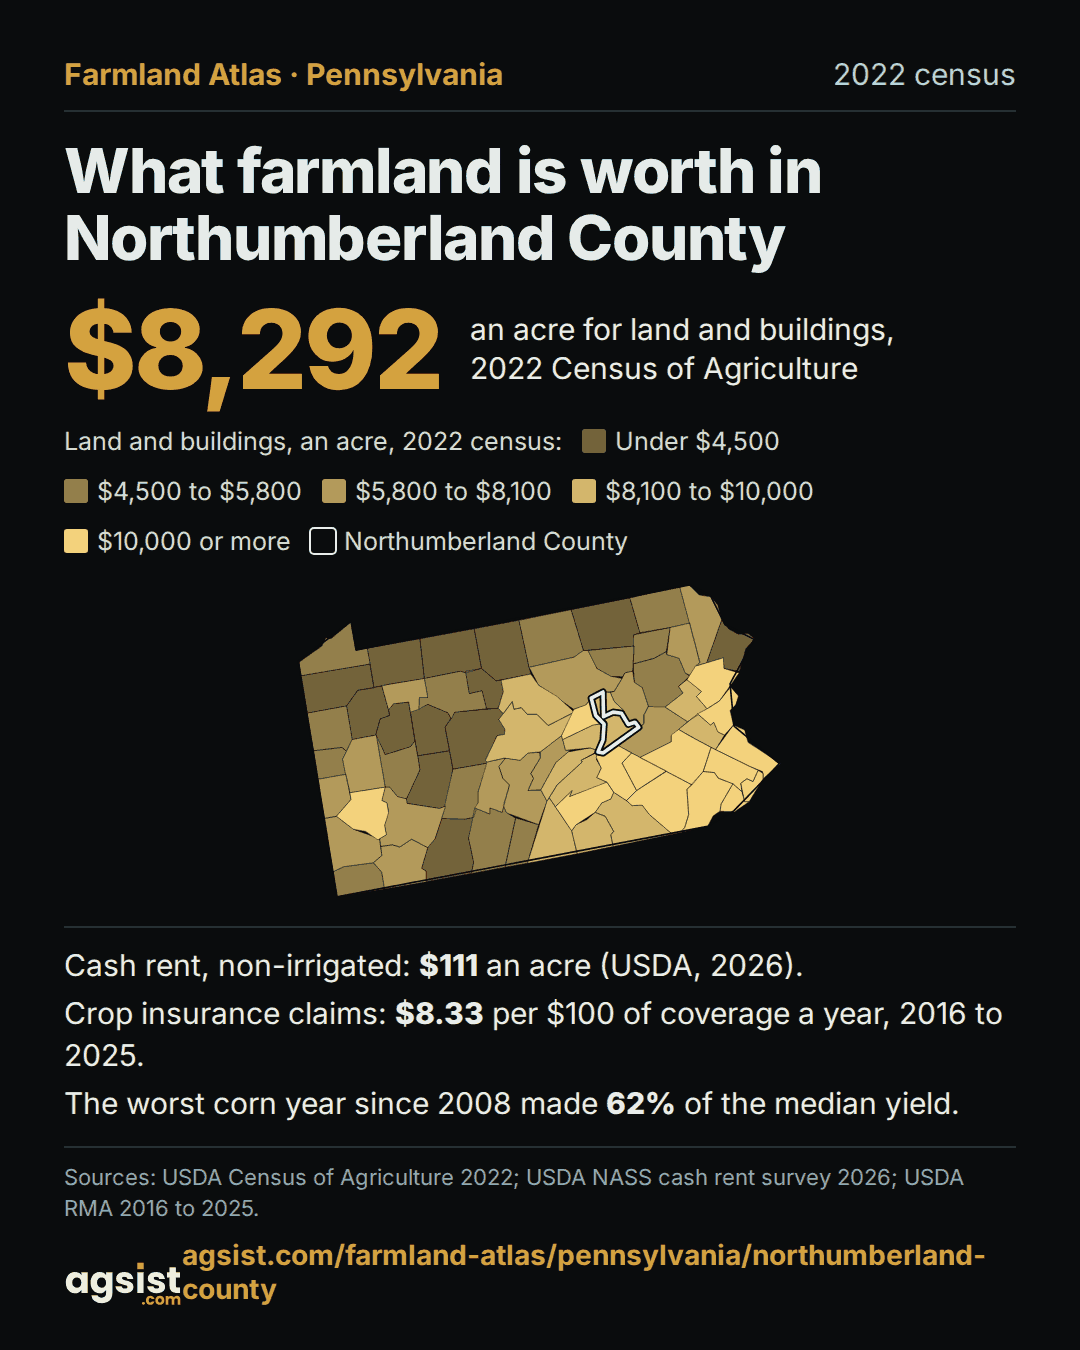 Farmland Atlas · Pennsylvania
2022 census
What farmland is worth in
Northumberland County
$8,292
an acre for land and buildings,
2022 Census of Agriculture
Land and buildings, an acre, 2022 census: Under $4,500
$4,500 to $5,800 $5,800 to $8,100 $8,100 to $10,000
$10,000 or more Northumberland County
Cash rent, non-irrigated: $111 an acre (USDA, 2026).
Crop insurance claims: $8.33 per $100 of coverage a year, 2016 to
2025.
The worst corn year since 2008 made 62% of the median yield.
Sources: USDA Census of Agriculture 2022; USDA NASS cash rent survey 2026; USDA
RMA 2016 to 2025.
agsist
.com
agsist.com/farmland-atlas/pennsylvania/northumberland-
county